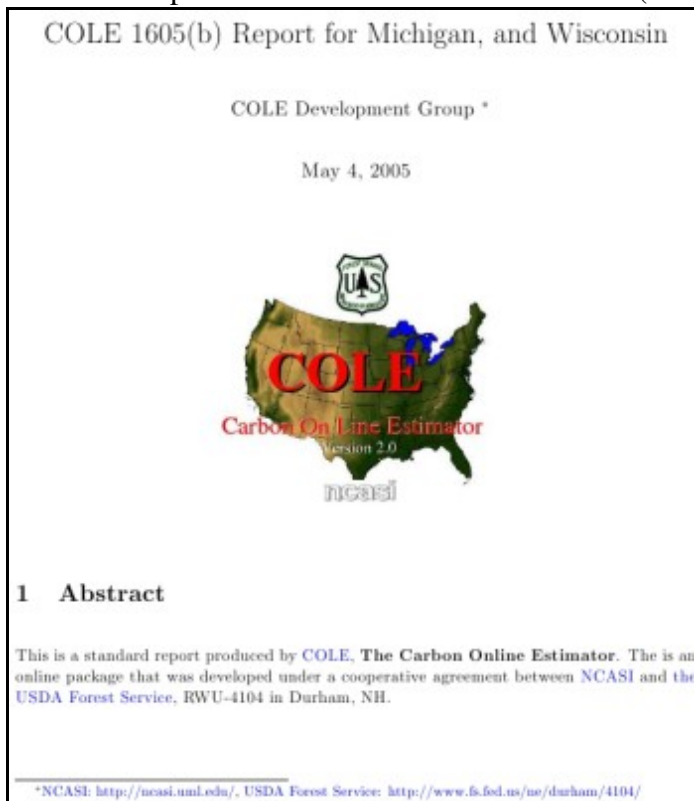 COLE 1605(b) Report for Michigan, and Wisconsin
COLE Development Group *
May 4, 2005
U S
COLE
Carbon On Line Estimator
Version 2.0
ncasi
1 Abstract
This is a standard report produced by COLE, The Carbon Online Estimator. The is an
online package that was developed under a cooperative agreement between NCASI and the
USDA Forest Service, RWU-4104 in Durham, NH.
*NCASI: http://ncasi.uml.edu/, USDA Forest Service: http://www.fs.fed.us/ne/durham/4104/